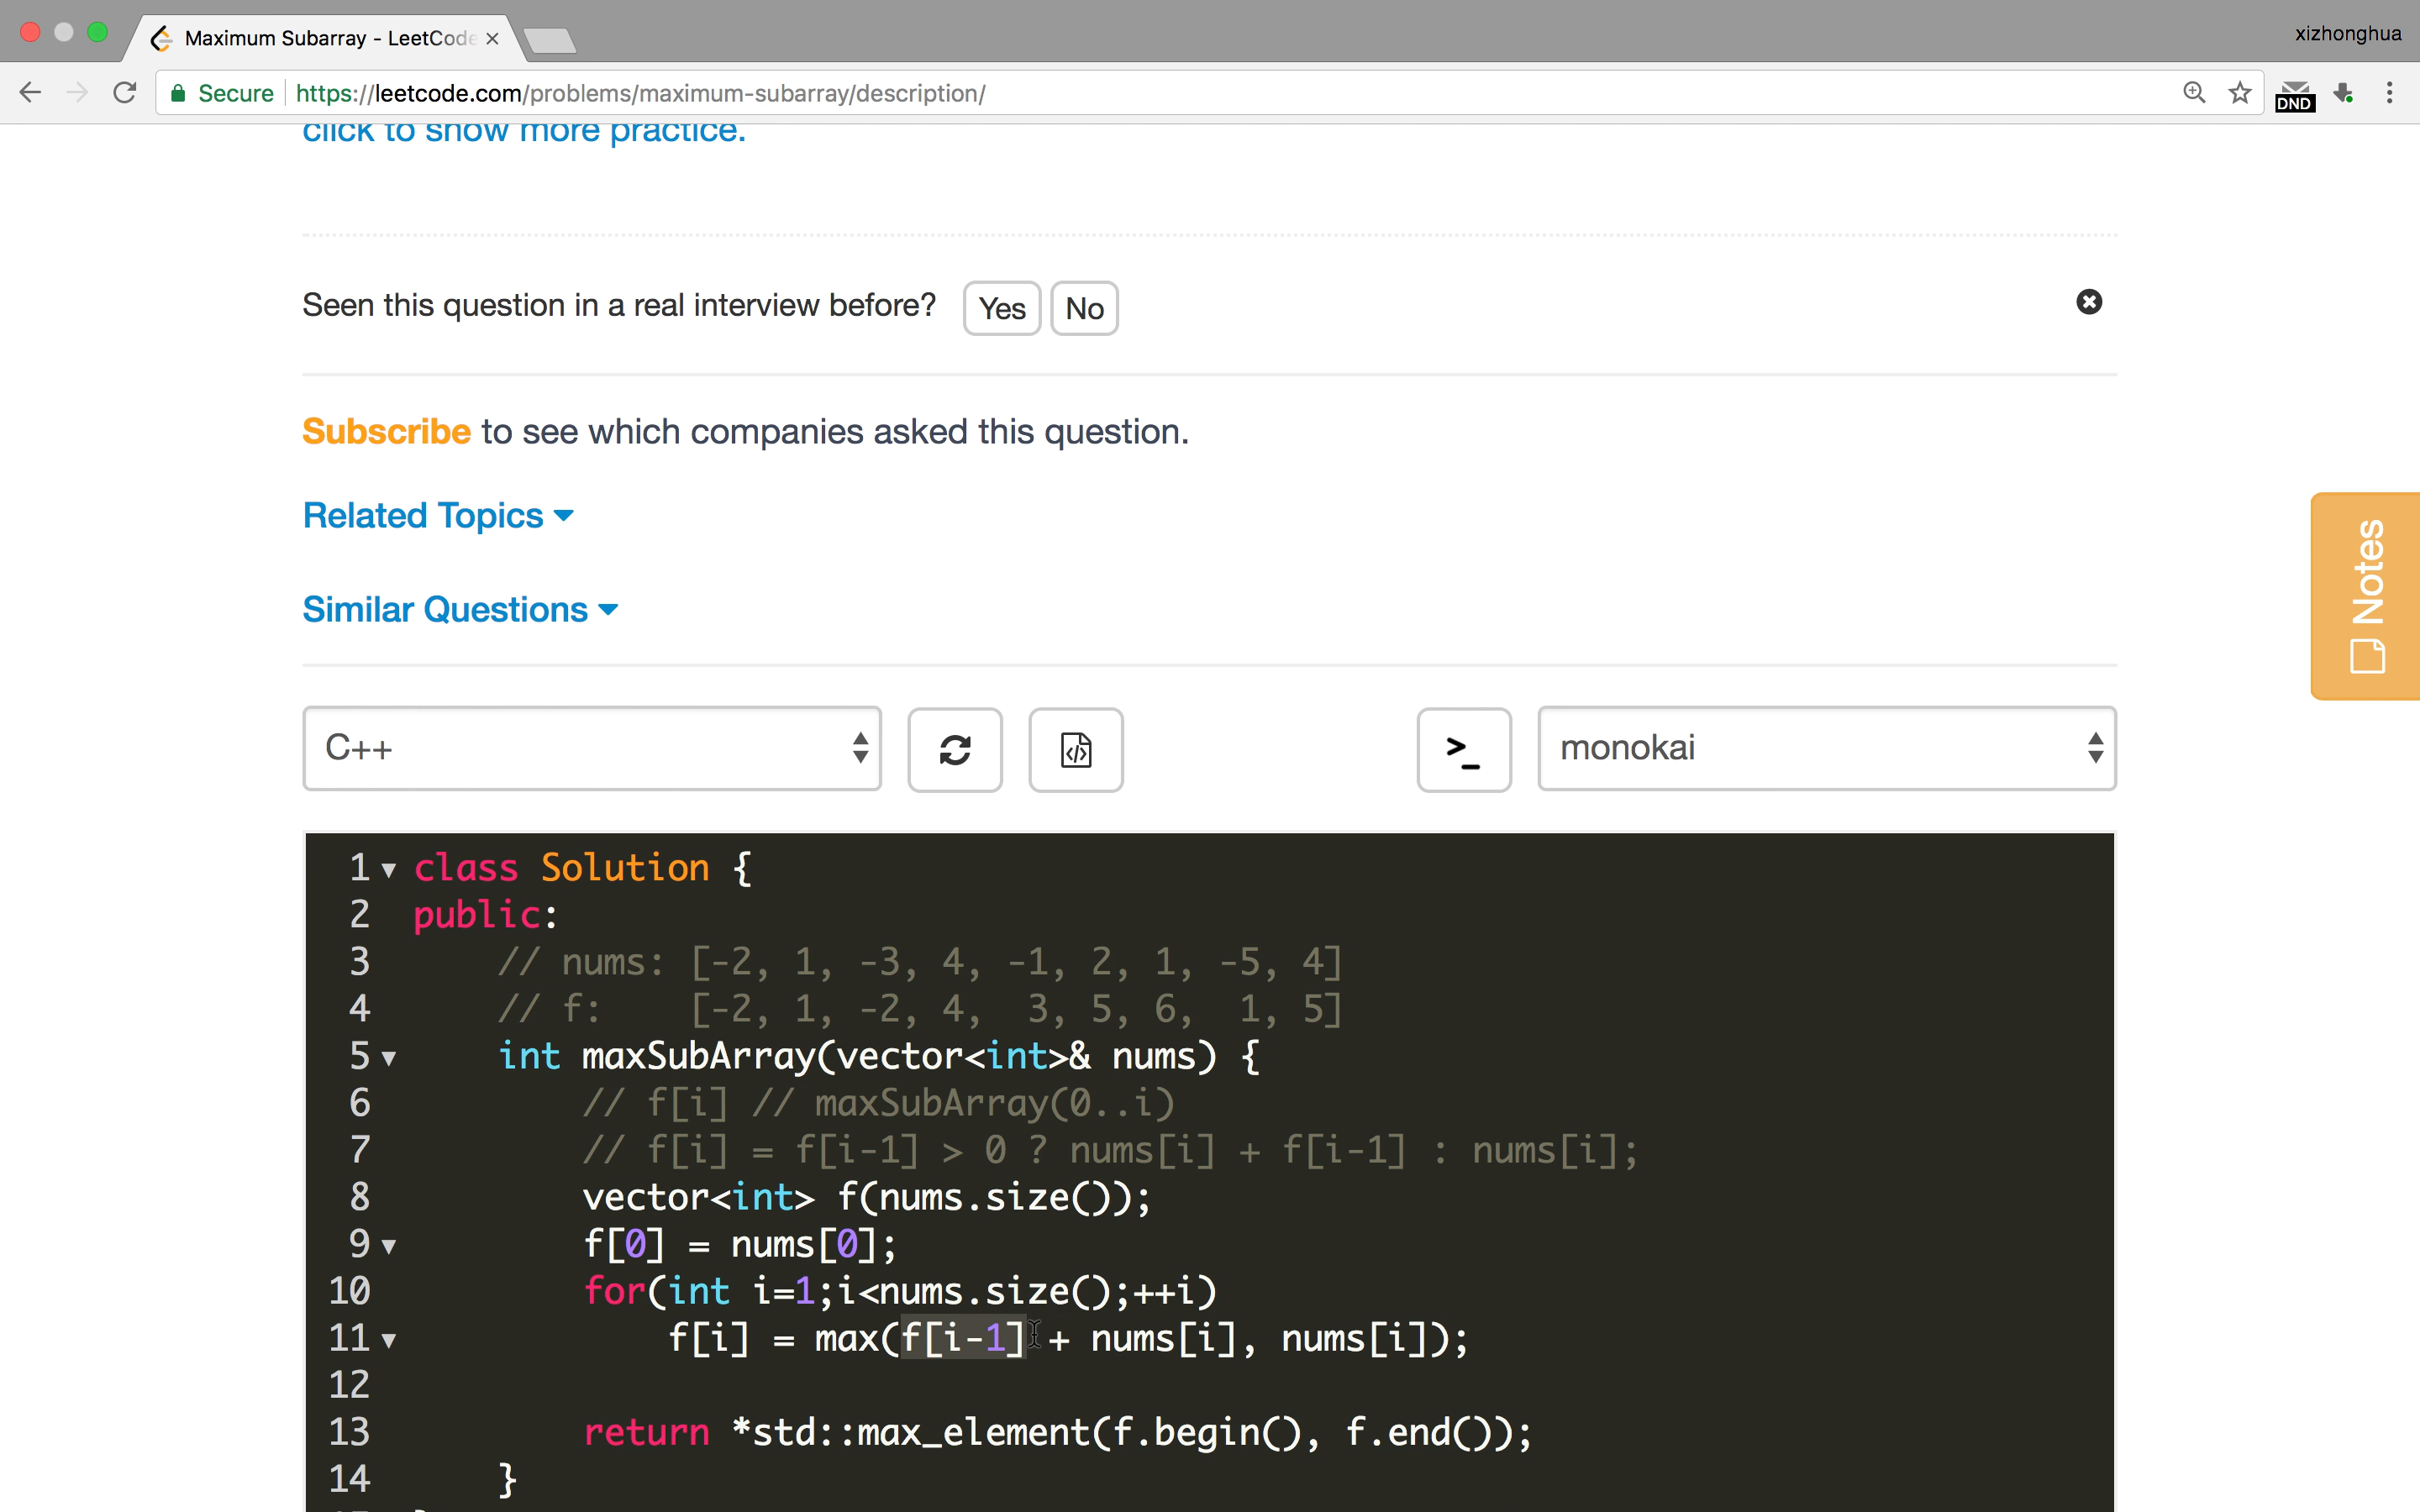 Maximum Subarray - LeetCode
xizhonghua
Secure https://leetcode.com/problems/maximum-subarray/description/
DND
click to show more practice.
Seen this question in a real interview before? Yes No
Subscribe to see which companies asked this question.
Related Topics
Similar Questions
Notes
C++ >_ monokai
1 class Solution {
2 public:
3 // nums: [-2, 1, -3, 4, -1, 2, 1, -5, 4]
4 // f: [-2, 1, -2, 4, 3, 5, 6, 1, 5]
5 int maxSubArray(vector<int>& nums) {
6 // f[i] // maxSubArray(0..i)
7 // f[i] = f[i-1] > 0 ? nums[i] + f[i-1] : nums[i];
8 vector<int> f(nums.size());
9 f[0] = nums[0];
10 for(int i=1;i<nums.size();++i)
11 f[i] = max(f[i-1] + nums[i], nums[i]);
12
13 return *std::max_element(f.begin(), f.end());
14 }